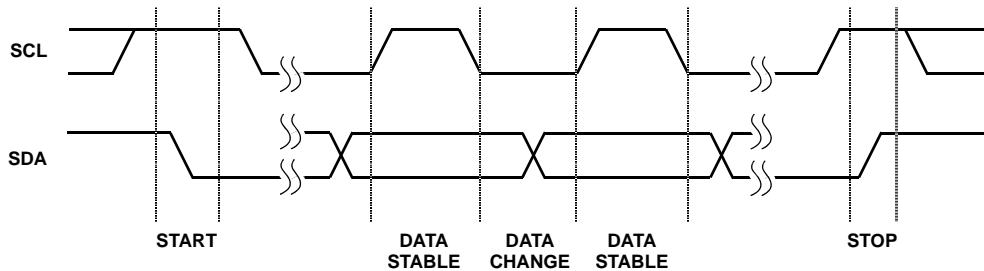 SCL
SDA
START
DATA
STABLE
DATA
CHANGE
DATA
STABLE
STOP